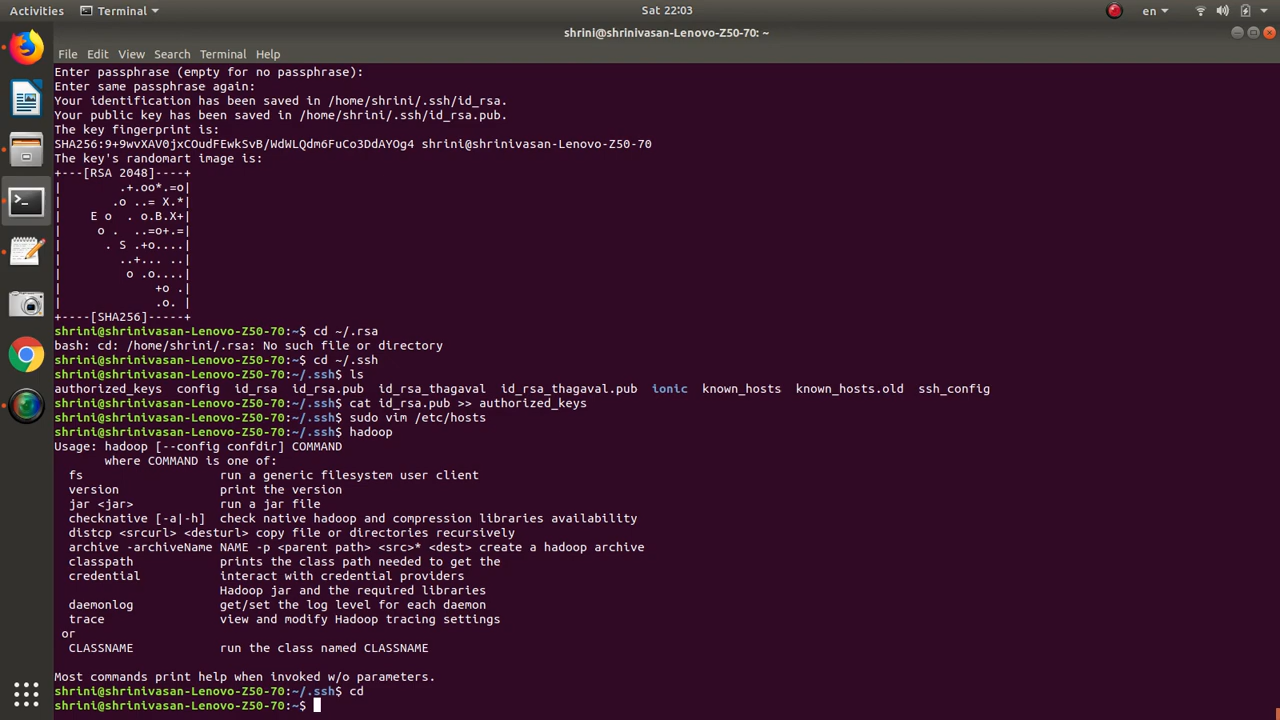 Activities Terminal Sat 22:03 en
shrini@shrinivasan-Lenovo-Z50-70: ~
File Edit View Search Terminal Help
Enter passphrase (empty for no passphrase):
Enter same passphrase again:
Your identification has been saved in /home/shrini/.ssh/id_rsa.
Your public key has been saved in /home/shrini/.ssh/id_rsa.pub.
The key fingerprint is:
SHA256:9+9wvXAV0jxCOudFEwkSvB/WdWLQdm6FuCo3DdAYOg4 shrini@shrinivasan-Lenovo-Z50-70
The key's randomart image is:
+---[RSA 2048]----+
|        .+.oo*.=o|
|       .o ..= X.*|
|    E o  . o.B.X+|
|     o .  ..=o+.=|
|      . S .+o....|
|        ..+... ..|
|         o .o....|
|             +o .|
|             .o. |
+----[SHA256]-----+
shrini@shrinivasan-Lenovo-Z50-70:~$ cd ~/.rsa
bash: cd: /home/shrini/.rsa: No such file or directory
shrini@shrinivasan-Lenovo-Z50-70:~$ cd ~/.ssh
shrini@shrinivasan-Lenovo-Z50-70:~/.ssh$ ls
authorized_keys  config  id_rsa  id_rsa.pub  id_rsa_thagaval  id_rsa_thagaval.pub  ionic  known_hosts  known_hosts.old  ssh_config
shrini@shrinivasan-Lenovo-Z50-70:~/.ssh$ cat id_rsa.pub >> authorized_keys
shrini@shrinivasan-Lenovo-Z50-70:~/.ssh$ sudo vim /etc/hosts
shrini@shrinivasan-Lenovo-Z50-70:~/.ssh$ hadoop
Usage: hadoop [--config confdir] COMMAND
       where COMMAND is one of:
  fs                   run a generic filesystem user client
  version              print the version
  jar <jar>            run a jar file
  checknative [-a|-h]  check native hadoop and compression libraries availability
  distcp <srcurl> <desturl> copy file or directories recursively
  archive -archiveName NAME -p <parent path> <src>* <dest> create a hadoop archive
  classpath            prints the class path needed to get the
  credential           interact with credential providers
                       Hadoop jar and the required libraries
  daemonlog            get/set the log level for each daemon
  trace                view and modify Hadoop tracing settings
 or
  CLASSNAME            run the class named CLASSNAME
Most commands print help when invoked w/o parameters.
shrini@shrinivasan-Lenovo-Z50-70:~/.ssh$ cd
shrini@shrinivasan-Lenovo-Z50-70:~$